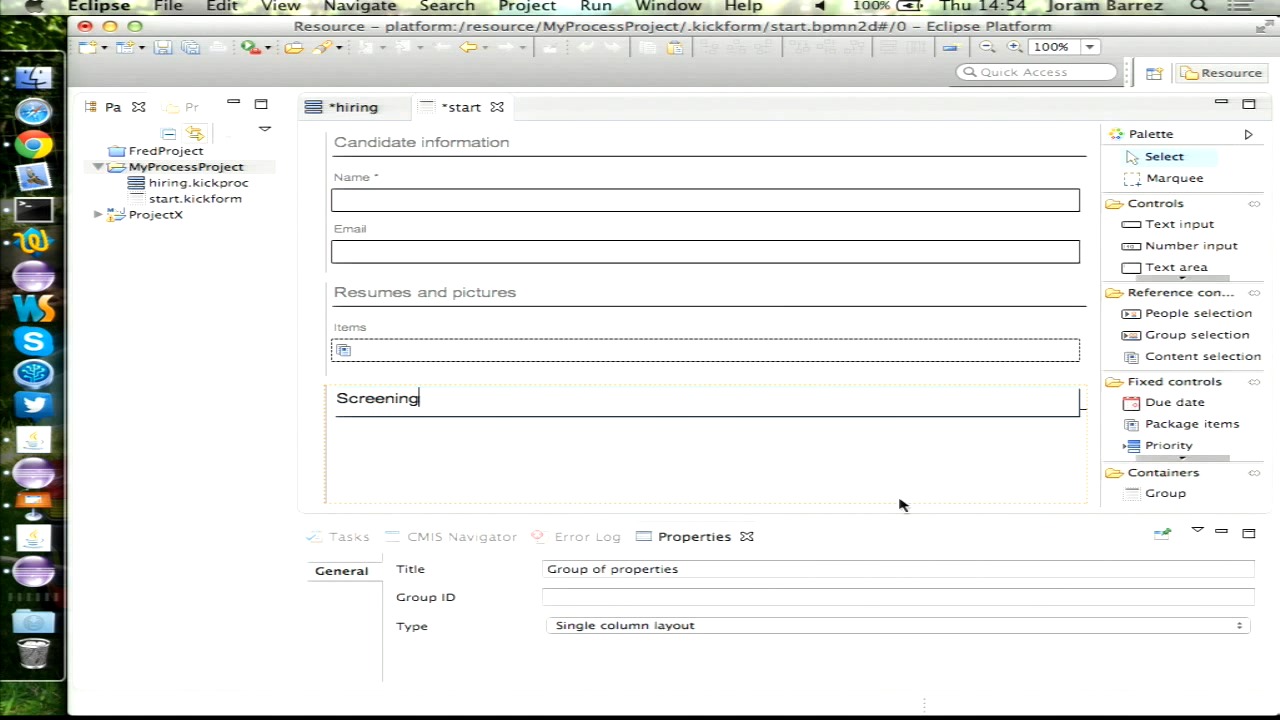 Eclipse File Edit View Navigate Search Project Run Window Help 100% Thu 14:54 Joram Barrez
Resource - platform:/resource/MyProcessProject/.kickform/start.bpmn2d#/0 - Eclipse Platform
100%
Quick Access
Resource
Pa
Pr
*hiring
*start
FredProject
MyProcessProject
hiring.kickproc
start.kickform
ProjectX
Candidate information
Name *
Email
Resumes and pictures
Items
Screening
Palette
Select
Marquee
Controls
Text input
Number input
Text area
Reference con...
People selection
Group selection
Content selection
Fixed controls
Due date
Package items
Priority
Containers
Group
Tasks
CMIS Navigator
Error Log
Properties
General
Title Group of properties
Group ID
Type Single column layout